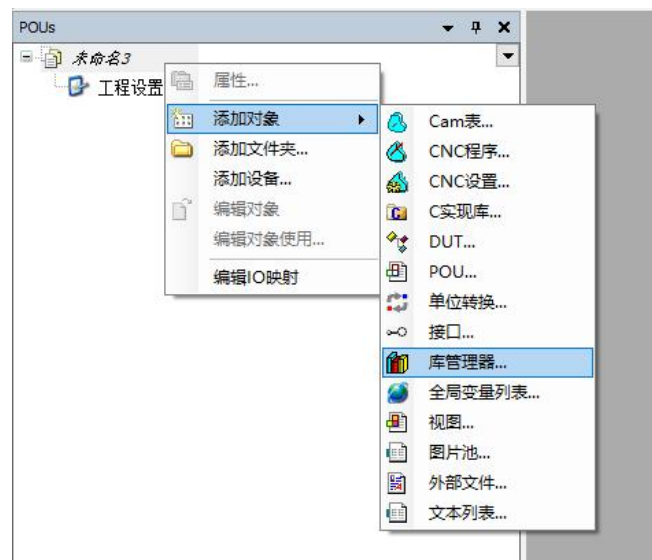 POUs
未命名3
工程设置
属性...
添加对象
添加文件夹...
添加设备...
编辑对象
编辑对象使用...
编辑IO映射
Cam表...
CNC程序...
CNC设置...
C实现库...
DUT...
POU...
单位转换...
接口...
库管理器...
全局变量列表...
视图...
图片池...
外部文件...
文本列表...